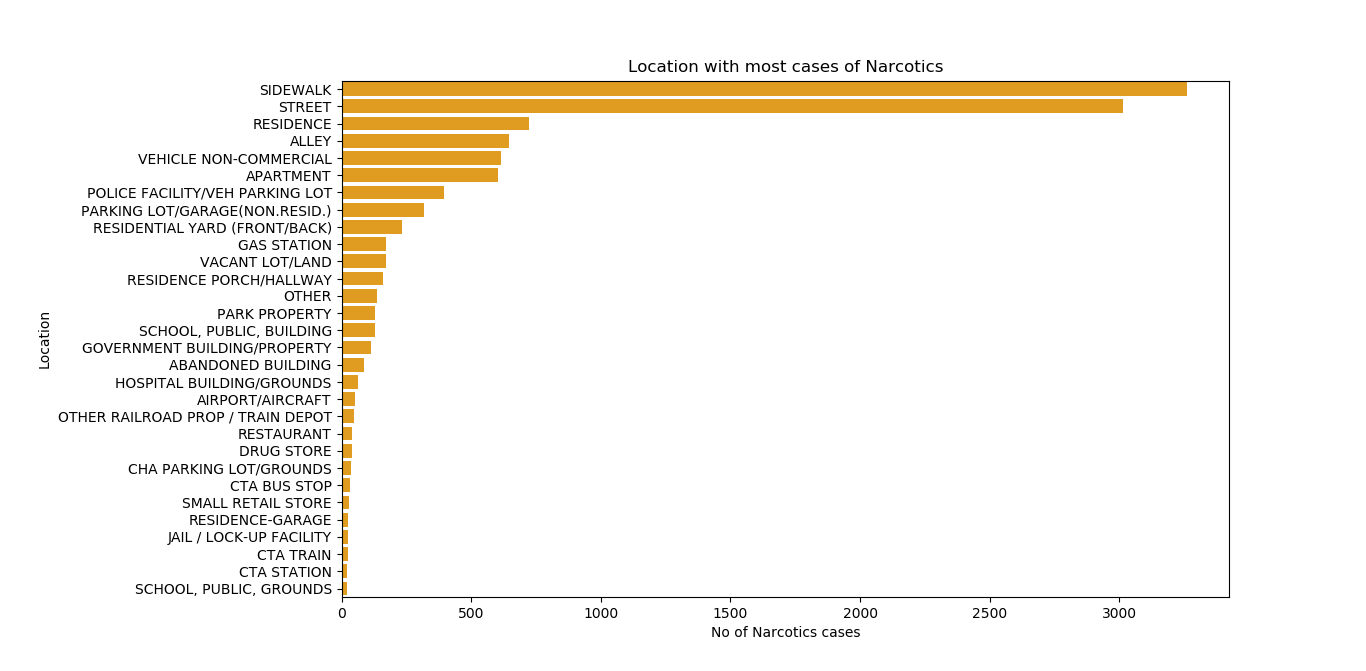 Location with most cases of Narcotics
SIDEWALK
STREET
RESIDENCE
ALLEY
VEHICLE NON-COMMERCIAL
APARTMENT
POLICE FACILITY/VEH PARKING LOT
PARKING LOT/GARAGE(NON.RESID.)
RESIDENTIAL YARD (FRONT/BACK)
GAS STATION
VACANT LOT/LAND
RESIDENCE PORCH/HALLWAY
OTHER
PARK PROPERTY
SCHOOL, PUBLIC, BUILDING
GOVERNMENT BUILDING/PROPERTY
ABANDONED BUILDING
HOSPITAL BUILDING/GROUNDS
AIRPORT/AIRCRAFT
OTHER RAILROAD PROP / TRAIN DEPOT
RESTAURANT
DRUG STORE
CHA PARKING LOT/GROUNDS
CTA BUS STOP
SMALL RETAIL STORE
RESIDENCE-GARAGE
JAIL / LOCK-UP FACILITY
CTA TRAIN
CTA STATION
SCHOOL, PUBLIC, GROUNDS
Location
0 500 1000 1500 2000 2500 3000
No of Narcotics cases